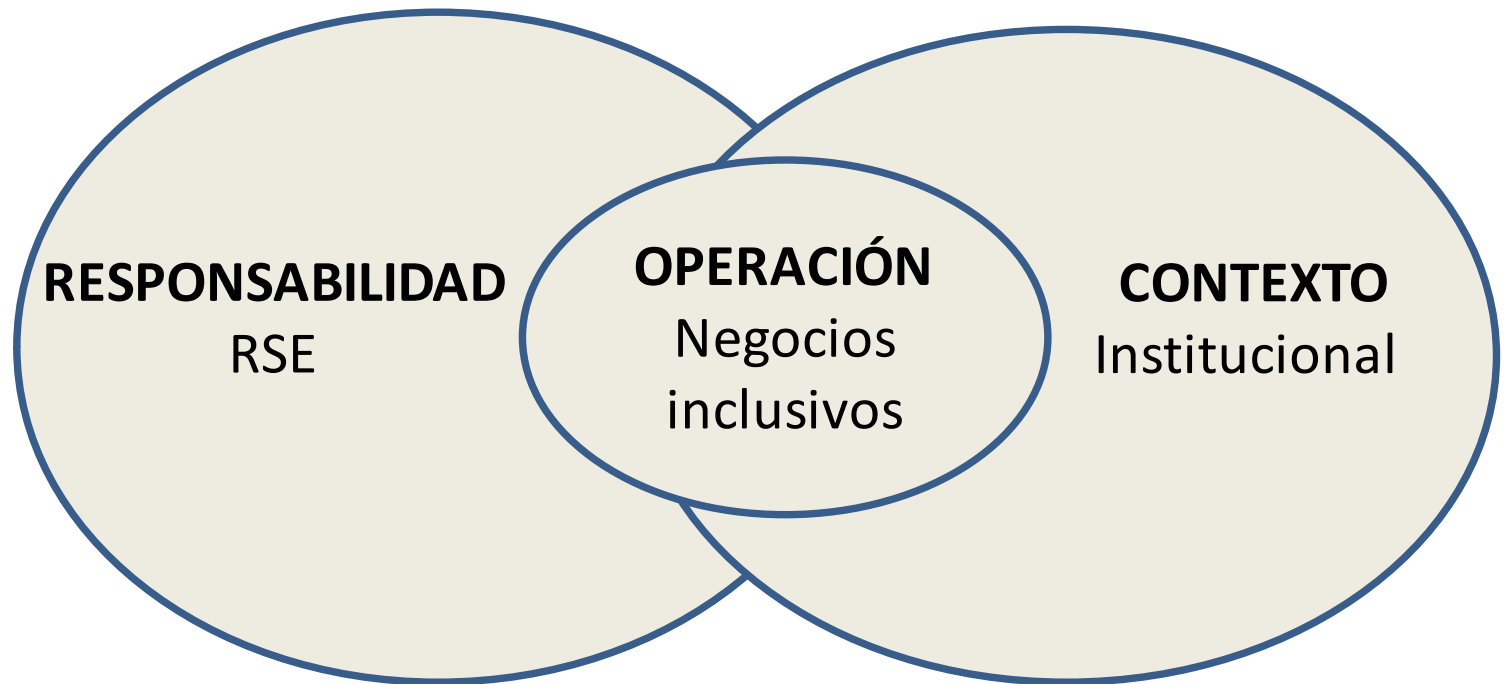 RESPONSABILIDAD
RSE
OPERACIÓN
Negocios
inclusivos
CONTEXTO
Institucional